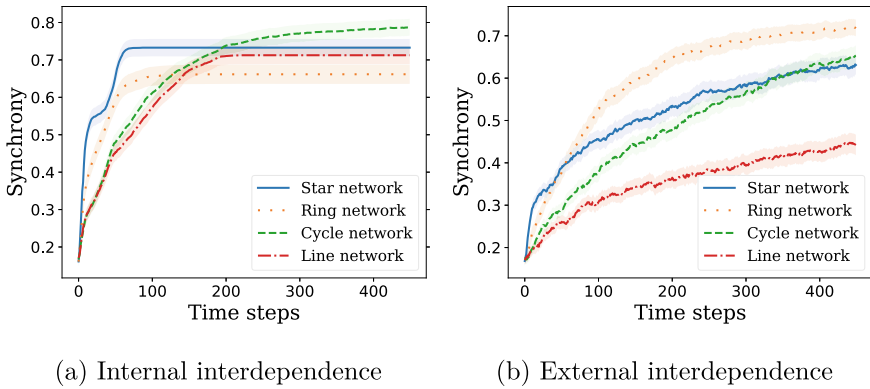 0.8
0.7
0.6
0.5
0.4
0.3
0.2
Synchrony
Star network
Ring network
Cycle network
Line network
0 100 200 300 400
Time steps
(a) Internal interdependence
0.7
0.6
0.5
0.4
0.3
0.2
Synchrony
Star network
Ring network
Cycle network
Line network
0 100 200 300 400
Time steps
(b) External interdependence